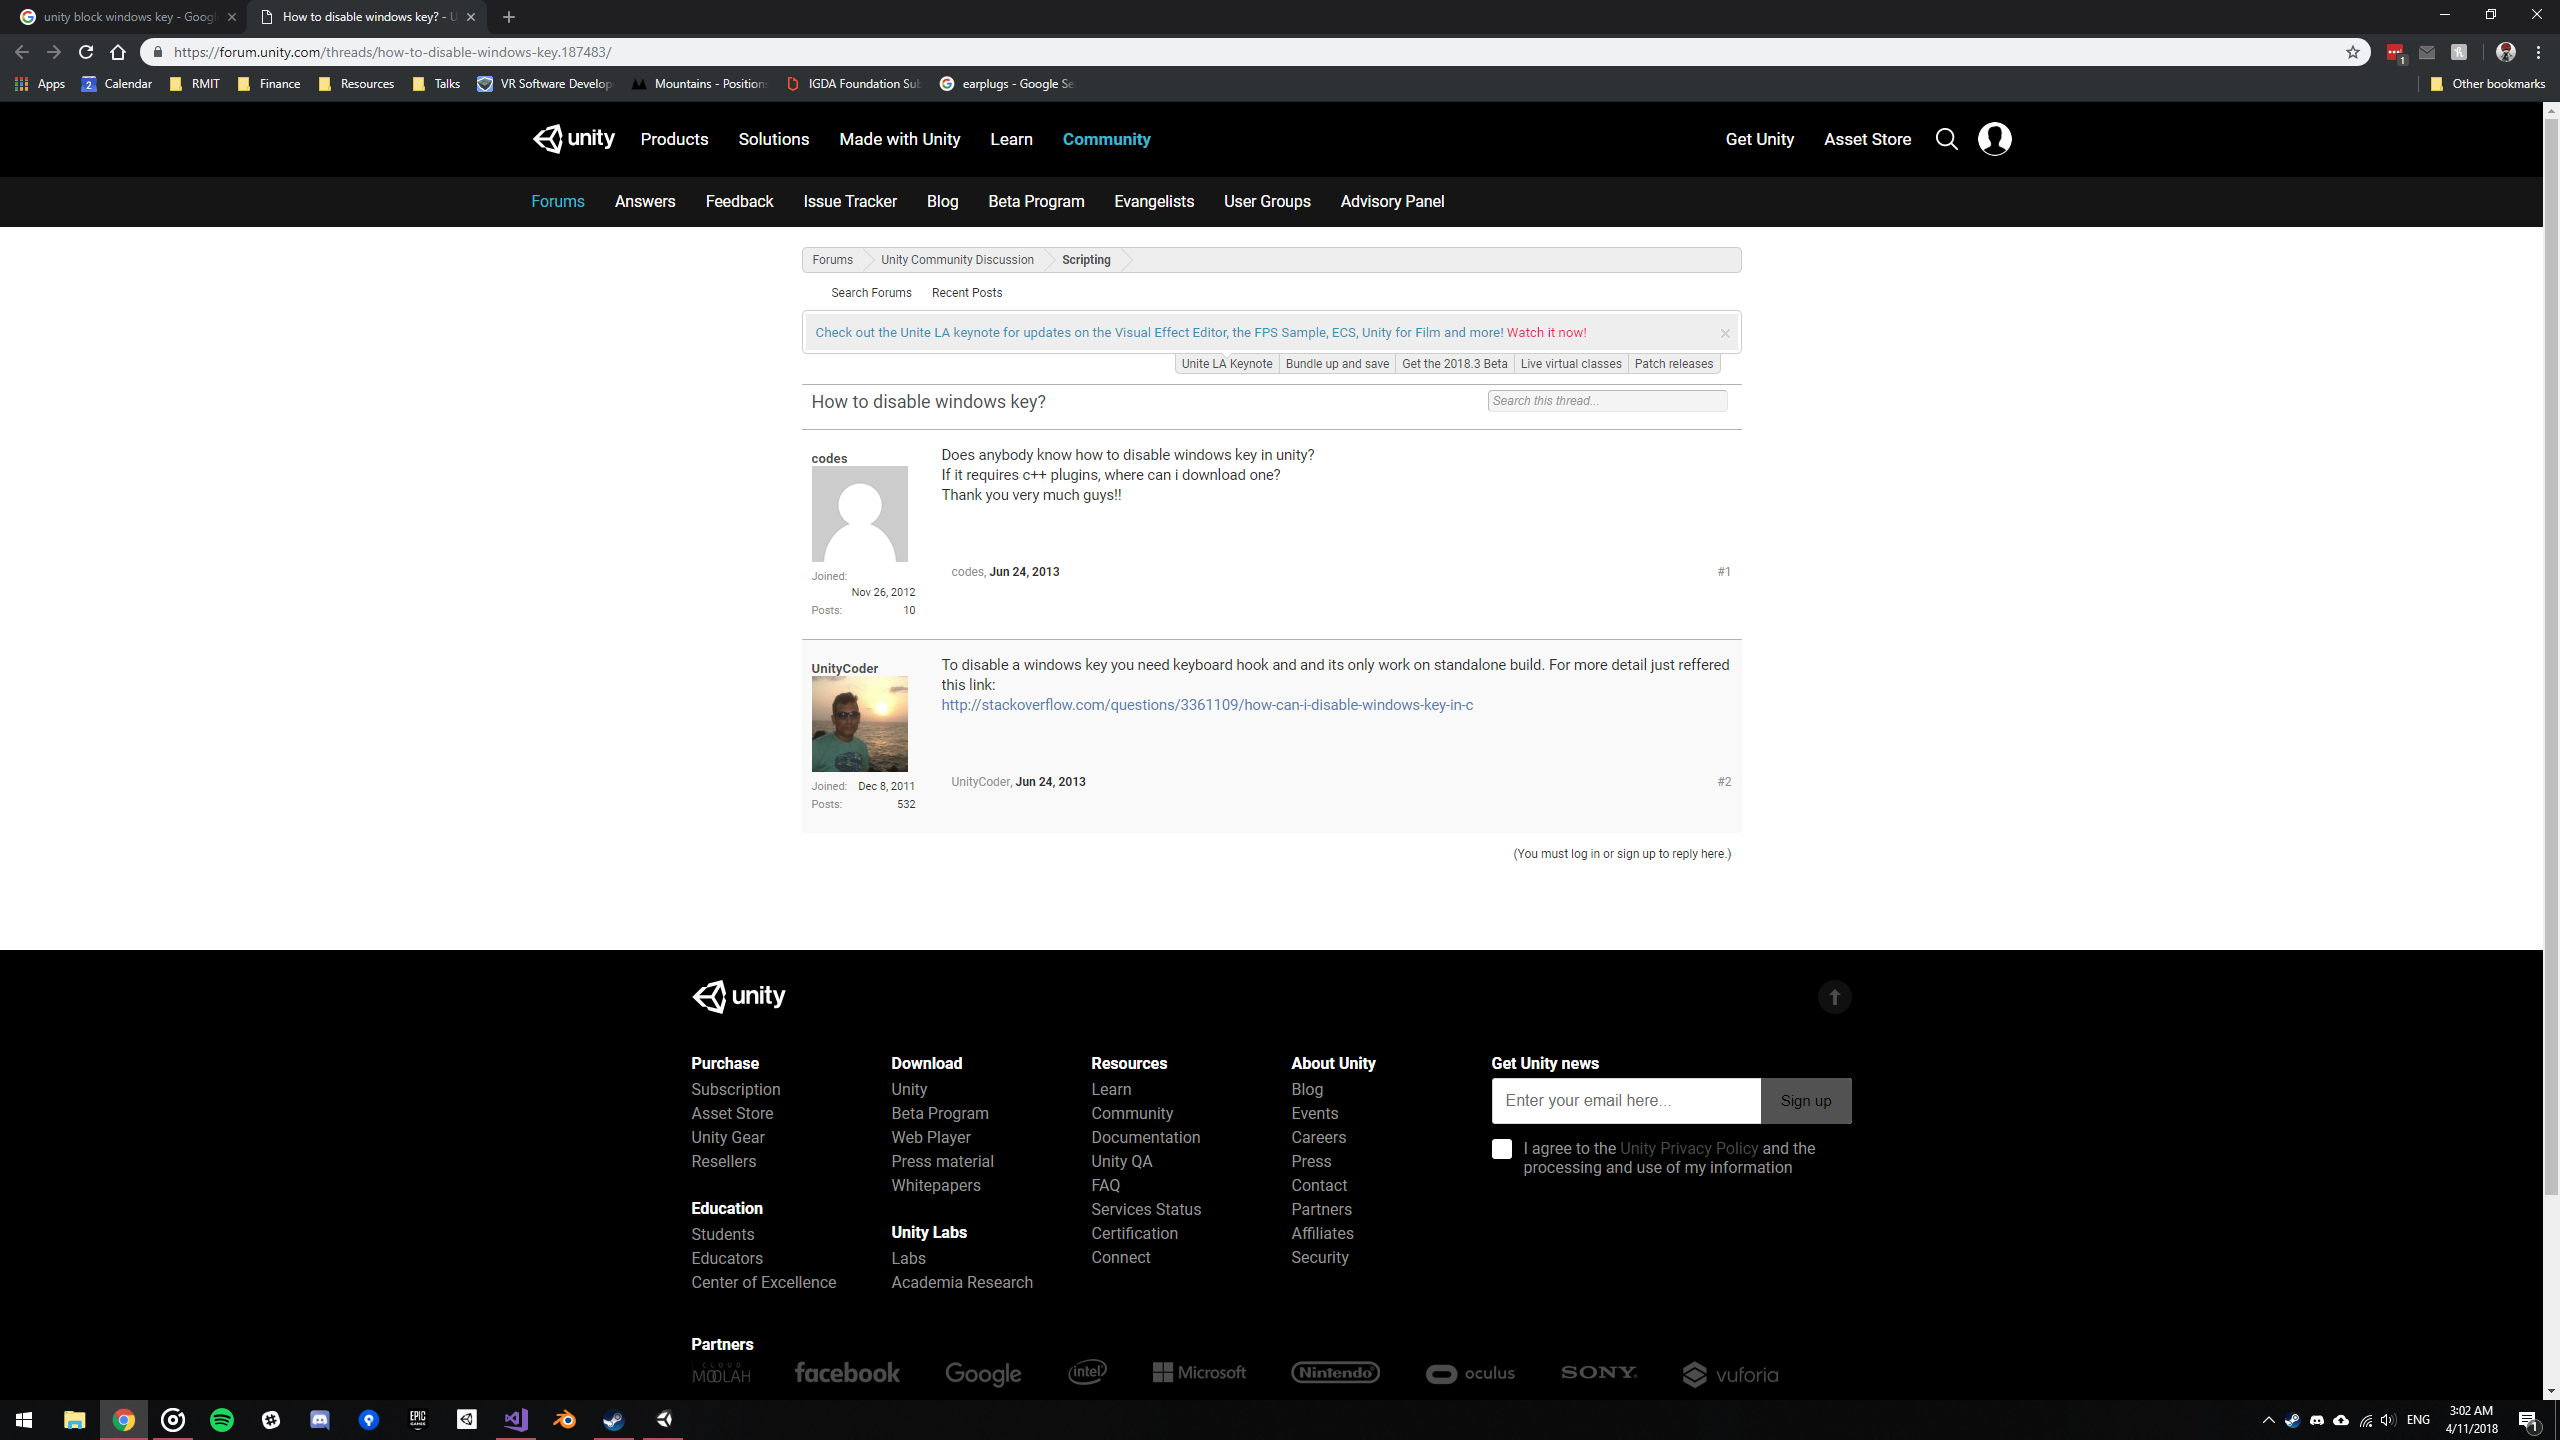 unity block windows key - Goog
How to disable windows key? - U
https://forum.unity.com/threads/how-to-disable-windows-key.187483/
1
Apps
2 Calendar
RMIT
Finance
Resources
Talks
VR Software Develop
Mountains - Positions
IGDA Foundation Sub
earplugs - Google Se
Other bookmarks
unity
Products
Solutions
Made with Unity
Learn
Community
Get Unity
Asset Store
Forums
Answers
Feedback
Issue Tracker
Blog
Beta Program
Evangelists
User Groups
Advisory Panel
Forums
Unity Community Discussion
Scripting
Search Forums
Recent Posts
Check out the Unite LA keynote for updates on the Visual Effect Editor, the FPS Sample, ECS, Unity for Film and more! Watch it now!
Unite LA Keynote
Bundle up and save
Get the 2018.3 Beta
Live virtual classes
Patch releases
How to disable windows key?
Search this thread...
codes
Does anybody know how to disable windows key in unity?
If it requires c++ plugins, where can i download one?
Thank you very much guys!!
codes, Jun 24, 2013
#1
Joined:
Nov 26, 2012
Posts: 10
UnityCoder
To disable a windows key you need keyboard hook and and its only work on standalone build. For more detail just reffered
this link:
http://stackoverflow.com/questions/3361109/how-can-i-disable-windows-key-in-c
UnityCoder, Jun 24, 2013
#2
Joined: Dec 8, 2011
Posts: 532
(You must log in or sign up to reply here.)
unity
Purchase
Subscription
Asset Store
Unity Gear
Resellers
Education
Students
Educators
Center of Excellence
Download
Unity
Beta Program
Web Player
Press material
Whitepapers
Unity Labs
Labs
Academia Research
Resources
Learn
Community
Documentation
Unity QA
FAQ
Services Status
Certification
Connect
About Unity
Blog
Events
Careers
Press
Contact
Partners
Affiliates
Security
Get Unity news
Enter your email here...
Sign up
I agree to the Unity Privacy Policy and the
processing and use of my information
Partners
CLOUD
MOOLAH
facebook
Google
intel
Microsoft
Nintendo
oculus
SONY
vuforia
EPIC
GAMES
ENG
3:02 AM
4/11/2018
1